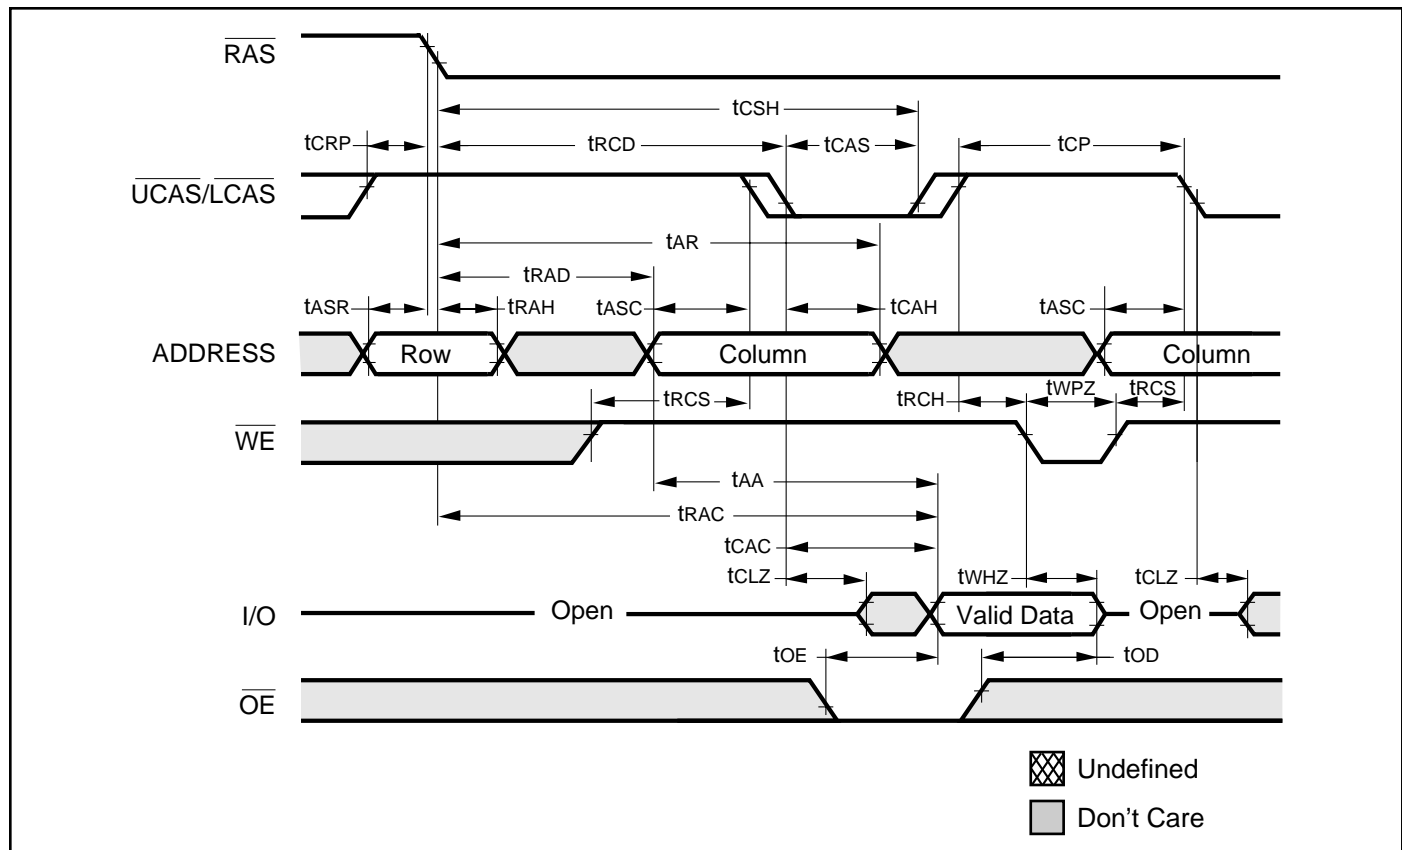 RAS
tCSH
tCRP
tRCD
tCAS
tCP
UCAS/LCAS
tAR
tRAD
tASR
tRAH
tASC
tCAH
tASC
ADDRESS
Row
Column
Column
tRCS
tRCH
tWPZ
tRCS
WE
tAA
tRAC
tCAC
tCLZ
tWHZ
tCLZ
I/O
Open
Valid Data
Open
tOE
tOD
OE
Undefined
Don't Care